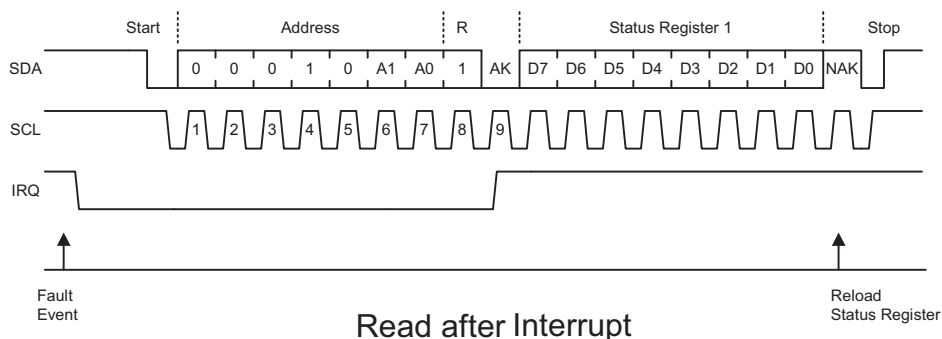 Start Address R Status Register 1 Stop
SDA 0 0 0 1 0 A1 A0 1 AK D7 D6 D5 D4 D3 D2 D1 D0 NAK
SCL 1 2 3 4 5 6 7 8 9
IRQ
Fault
Event
Reload
Status Register
Read after Interrupt